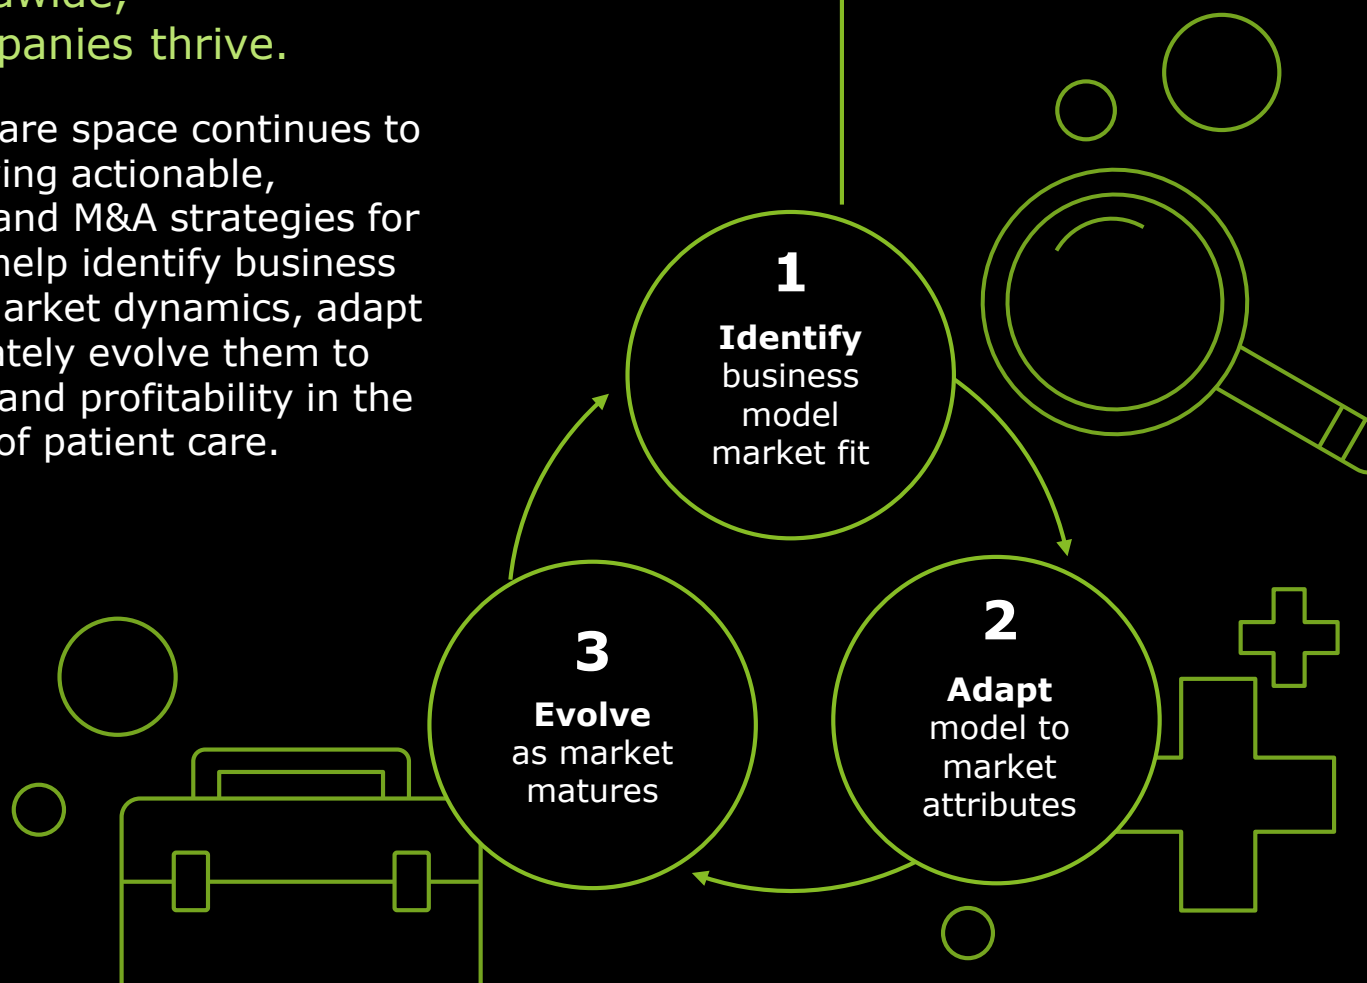 panies thrive.
are space continues to
ing actionable,
and M&A strategies for
help identify business
arket dynamics, adapt
tely evolve them to
and profitability in the
of patient care.
1
Identify
business
model
market fit
2
Adapt
model to
market
attributes
3
Evolve
as market
matures